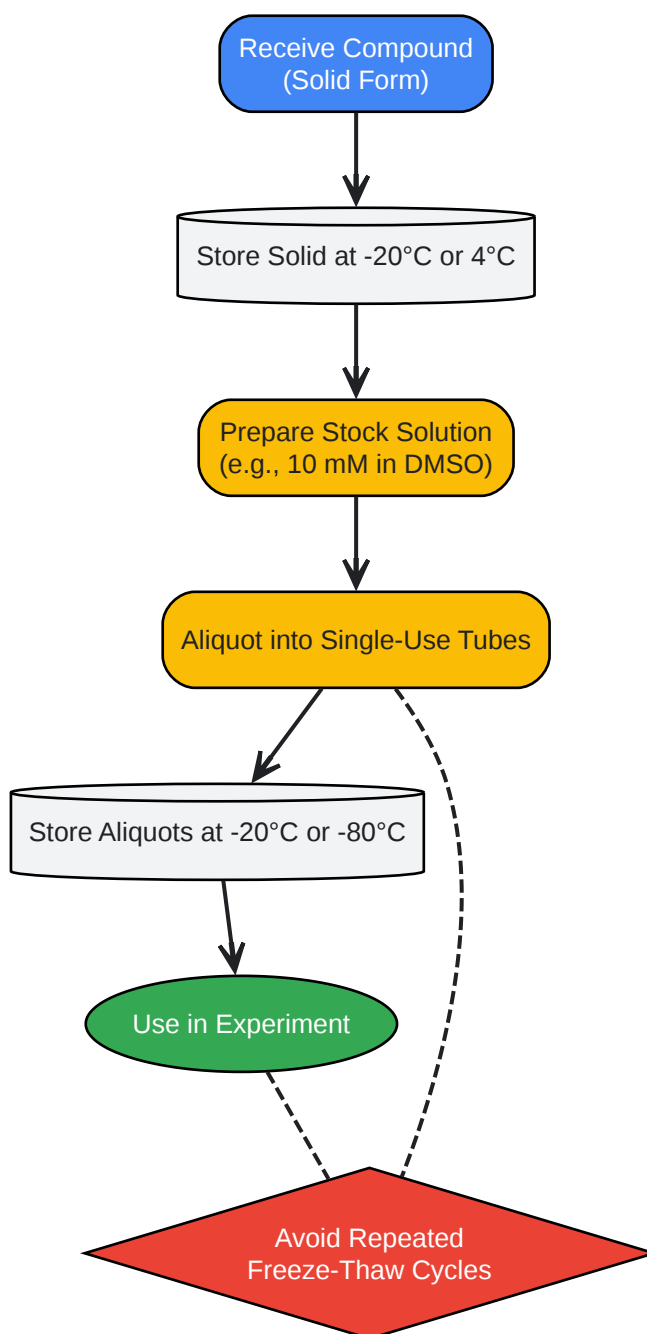 Receive Compound
(Solid Form)
Store Solid at -20°C or 4°C
Prepare Stock Solution
(e.g., 10 mM in DMSO)
Aliquot into Single-Use Tubes
Store Aliquots at -20°C or -80°C
Use in Experiment
Avoid Repeated
Freeze-Thaw Cycles